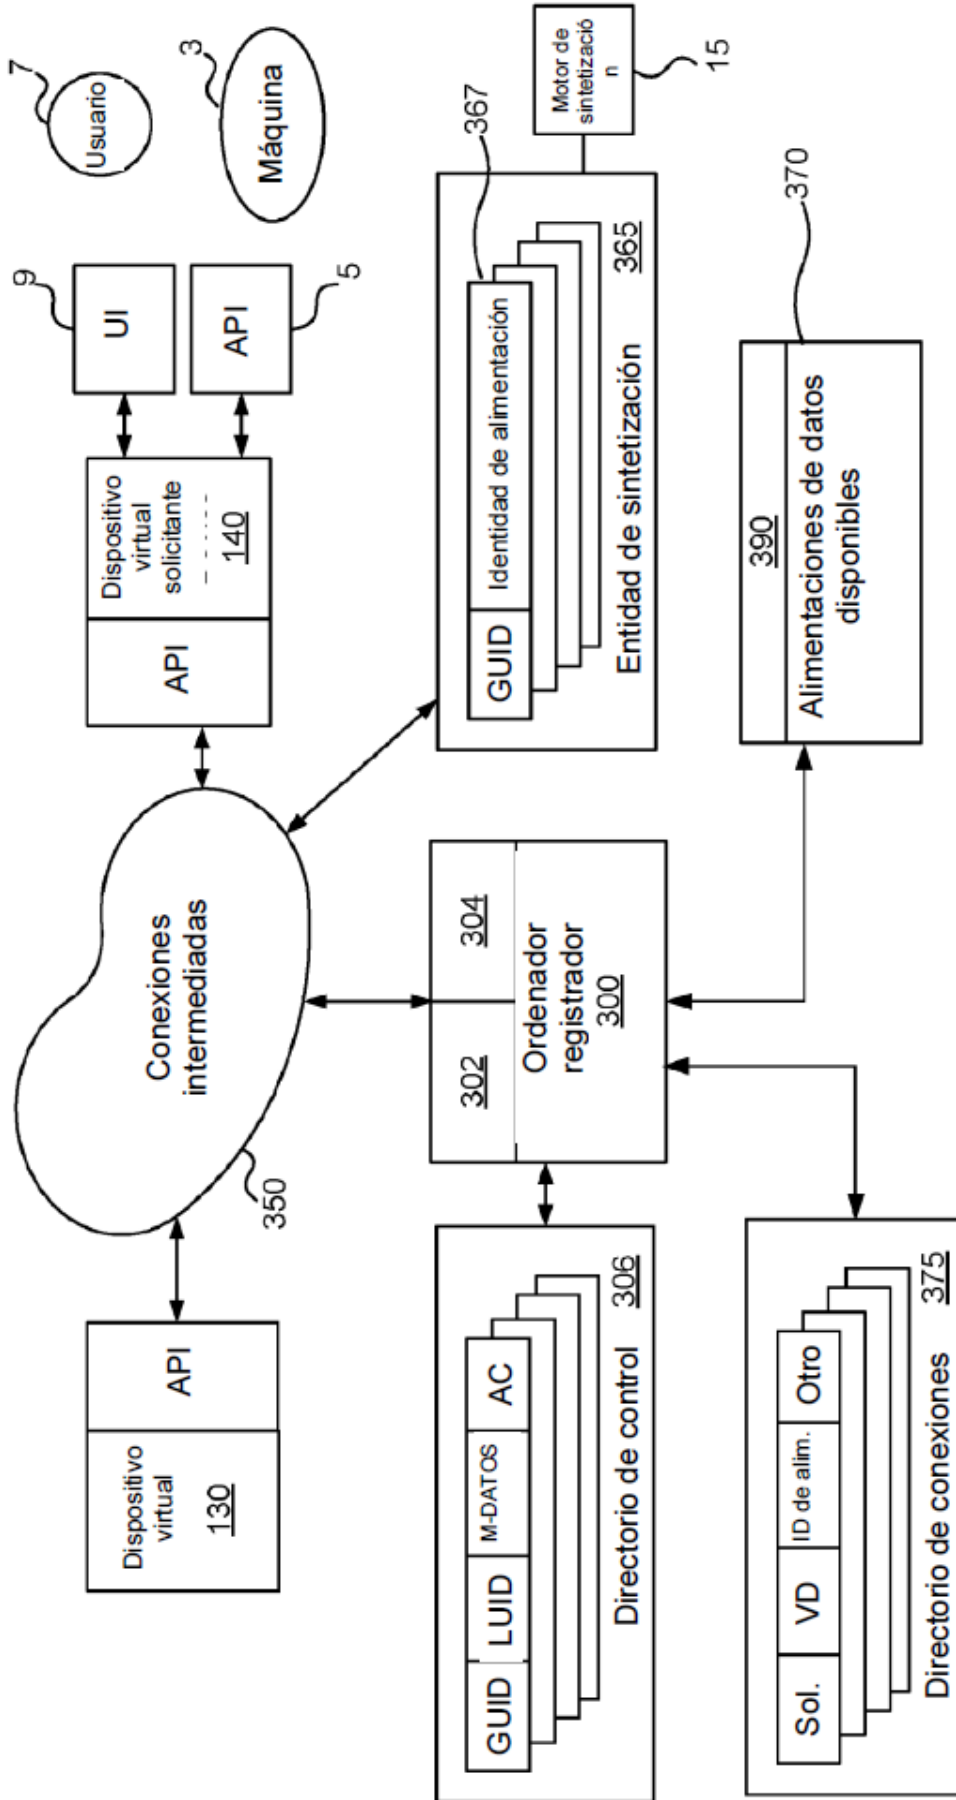 Dispositivo
virtual
130
API
Conexiones
intermediadas
350
API
Dispositivo
virtual
solicitante
140
UI
9
API
5
Usuario
7
Máquina
3
GUID
LUID
M-DATOS
AC
Directorio de control
306
302
304
Ordenador
registrador
300
GUID
Identidad de alimentación
367
Entidad de sintetización
365
Motor de
sintetizació
n
15
Sol.
VD
ID de alim.
Otro
Directorio de conexiones
375
390
Alimentaciones de datos
disponibles
370